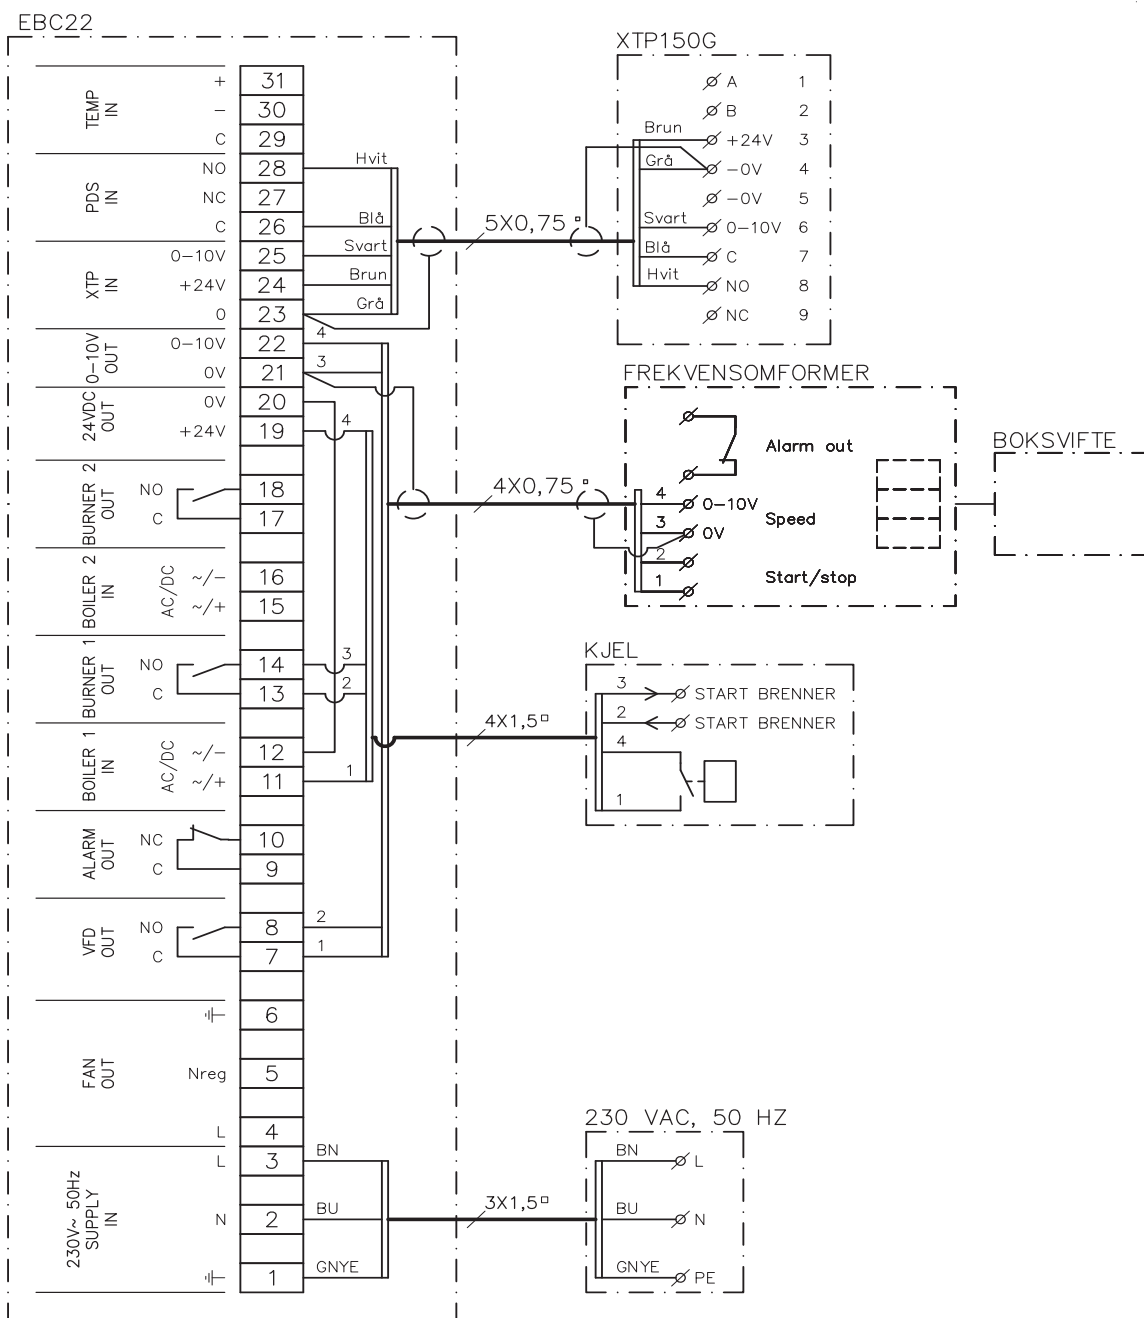 EBC22
TEMP IN
+ 31
– 30
C 29
PDS IN
NO 28 Hvit
NC 27
C 26 Blå
XTP IN
0–10V 25 Svart
+24V 24 Brun
0 23 Grå
0–10V OUT
0–10V 22 4
0V 21 3
24VDC OUT
0V 20
+24V 19 4
BURNER 2 OUT
NO 18
C 17
BOILER 2 IN
AC/DC
~/– 16
~/+ 15
BURNER 1 OUT
NO 14 3
C 13 2
BOILER 1 IN
AC/DC
~/– 12
~/+ 11 1
ALARM OUT
NC 10
C 9
VFD OUT
NO 8 2
C 7 1
FAN OUT
6
Nreg 5
L 4
230V~ 50Hz SUPPLY IN
L 3 BN
N 2 BU
1 GNYE
5X0,75
4X0,75
4X1,5
3X1,5
XTP150G
A 1
B 2
Brun +24V 3
Grå –0V 4
–0V 5
Svart 0–10V 6
Blå C 7
Hvit NO 8
NC 9
FREKVENSOMFORMER
Alarm out
4 0–10V
Speed
3 0V
2
Start/stop
1
BOKSVIFTE
KJEL
3 START BRENNER
2 START BRENNER
4
1
230 VAC, 50 HZ
BN L
BU N
GNYE PE